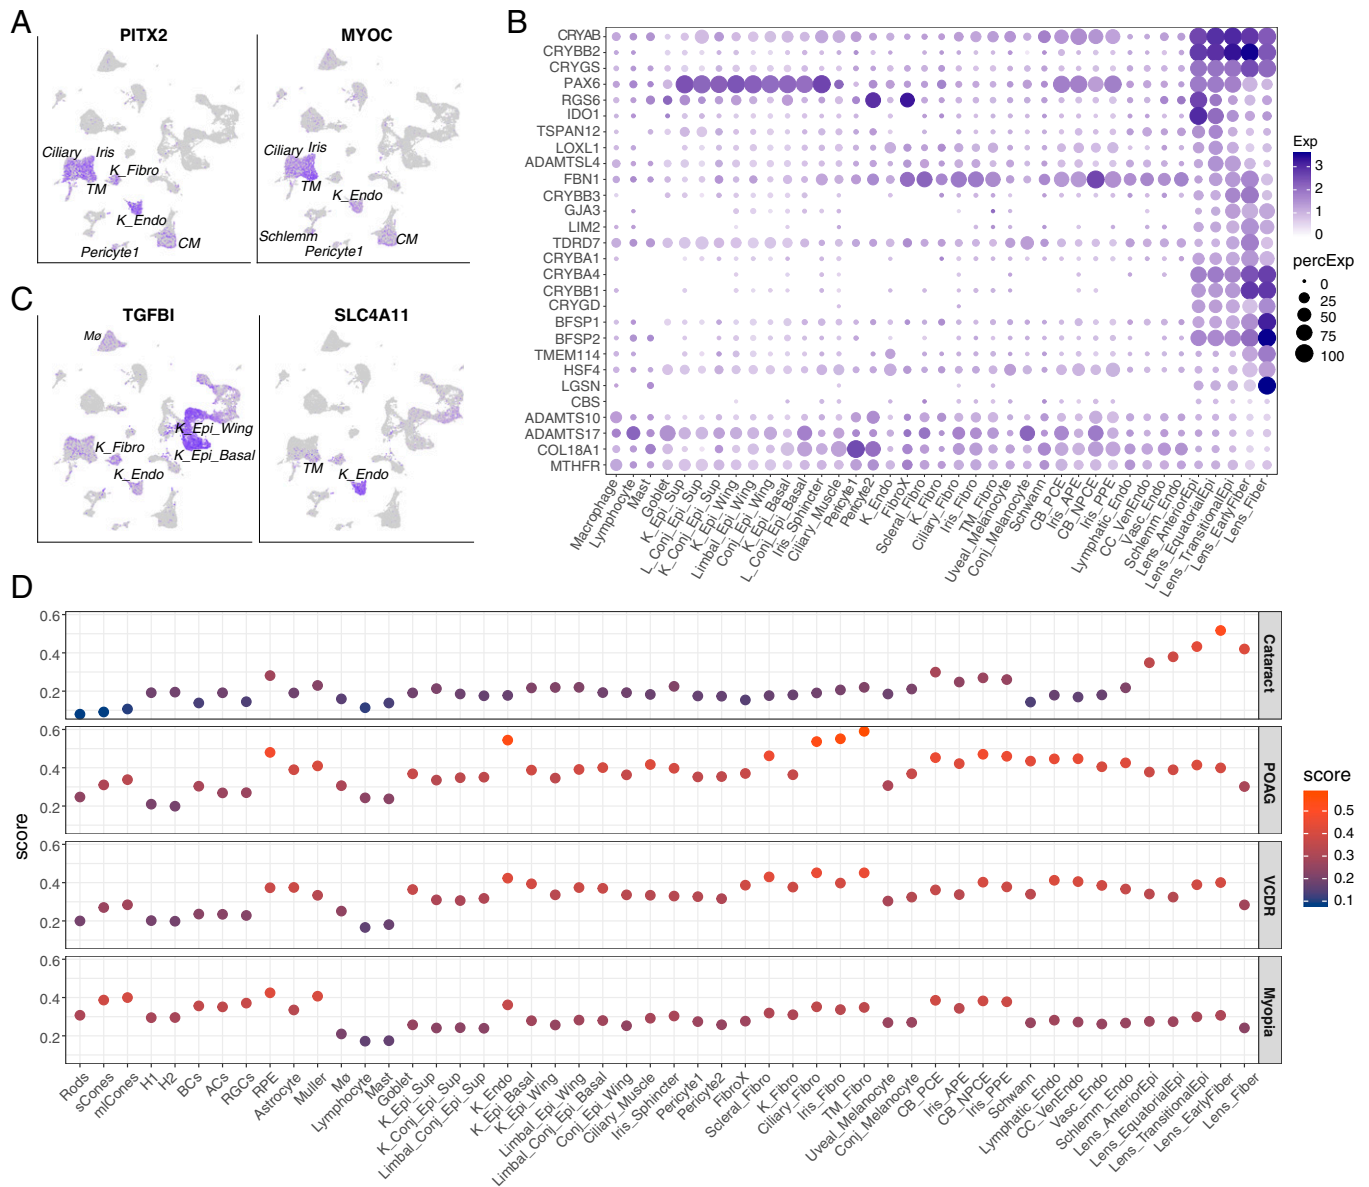 A
PITX2
MYOC
Ciliary
Iris
K_Fibro
TM
K_Endo
Pericyte1
CM
Ciliary
Iris
TM
K_Endo
Schlemm
Pericyte1
CM
B
CRYAB
CRYBB2
CRYGS
PAX6
RGS6
IDO1
TSPAN12
LOXL1
ADAMTSL4
FBN1
CRYBB3
GJA3
LIM2
TDRD7
CRYBA1
CRYBA4
CRYBB1
CRYGD
BFSP1
BFSP2
TMEM114
HSF4
LGSN
CBS
ADAMTS10
ADAMTS17
COL18A1
MTHFR
Macrophage
Lymphocyte
Mast
Goblet
K_Epi_Sup
L_Conj_Epi_Sup
K_Conj_Epi_Sup
K_Epi_Wing
Limbal_Epi_Wing
Conj_Epi_Wing
K_Epi_Basal
L_Conj_Epi_Basal
Iris_Sphincter
Ciliary_Muscle
Pericyte1
Pericyte2
K_Endo
FibroX
Scleral_Fibro
K_Fibro
Ciliary_Fibro
Iris_Fibro
TM_Fibro
Uveal_Melanocyte
Conj_Melanocyte
Schwann
CB_PCE
Iris_APE
CB_NPCE
Iris_PPE
Lymphatic_Endo
CC_VenEndo
Vasc_Endo
Schlemm_Endo
Lens_AnteriorEpi
Lens_EquatorialEpi
Lens_TransitionalEpi
Lens_EarlyFiber
Lens_Fiber
Exp
3
2
1
0
percExp
0
25
50
75
100
C
TGFBI
SLC4A11
Mø
K_Epi_Wing
K_Fibro
K_Epi_Basal
K_Endo
TM
K_Endo
D
score
0.6
0.4
0.2
Cataract
0.6
0.4
0.2
POAG
0.6
0.4
0.2
VCDR
0.6
0.4
0.2
Myopia
Rods
sCones
mlCones
H1
H2
BCs
ACs
RGCs
RPE
Astrocyte
Muller
Mø
Lymphocyte
Mast
Goblet
K_Epi_Sup
K_Conj_Epi_Sup
Limbal_Conj_Epi_Sup
K_Endo
K_Epi_Basal
K_Epi_Wing
Limbal_Epi_Wing
Limbal_Conj_Epi_Basal
Conj_Epi_Wing
Ciliary_Muscle
Iris_Sphincter
Pericyte1
Pericyte2
FibroX
Scleral_Fibro
K_Fibro
Ciliary_Fibro
Iris_Fibro
TM_Fibro
Uveal_Melanocyte
Conj_Melanocyte
CB_PCE
Iris_APE
CB_NPCE
Iris_PPE
Schwann
Lymphatic_Endo
CC_VenEndo
Vasc_Endo
Schlemm_Endo
Lens_AnteriorEpi
Lens_EquatorialEpi
Lens_TransitionalEpi
Lens_EarlyFiber
Lens_Fiber
score
0.5
0.4
0.3
0.2
0.1